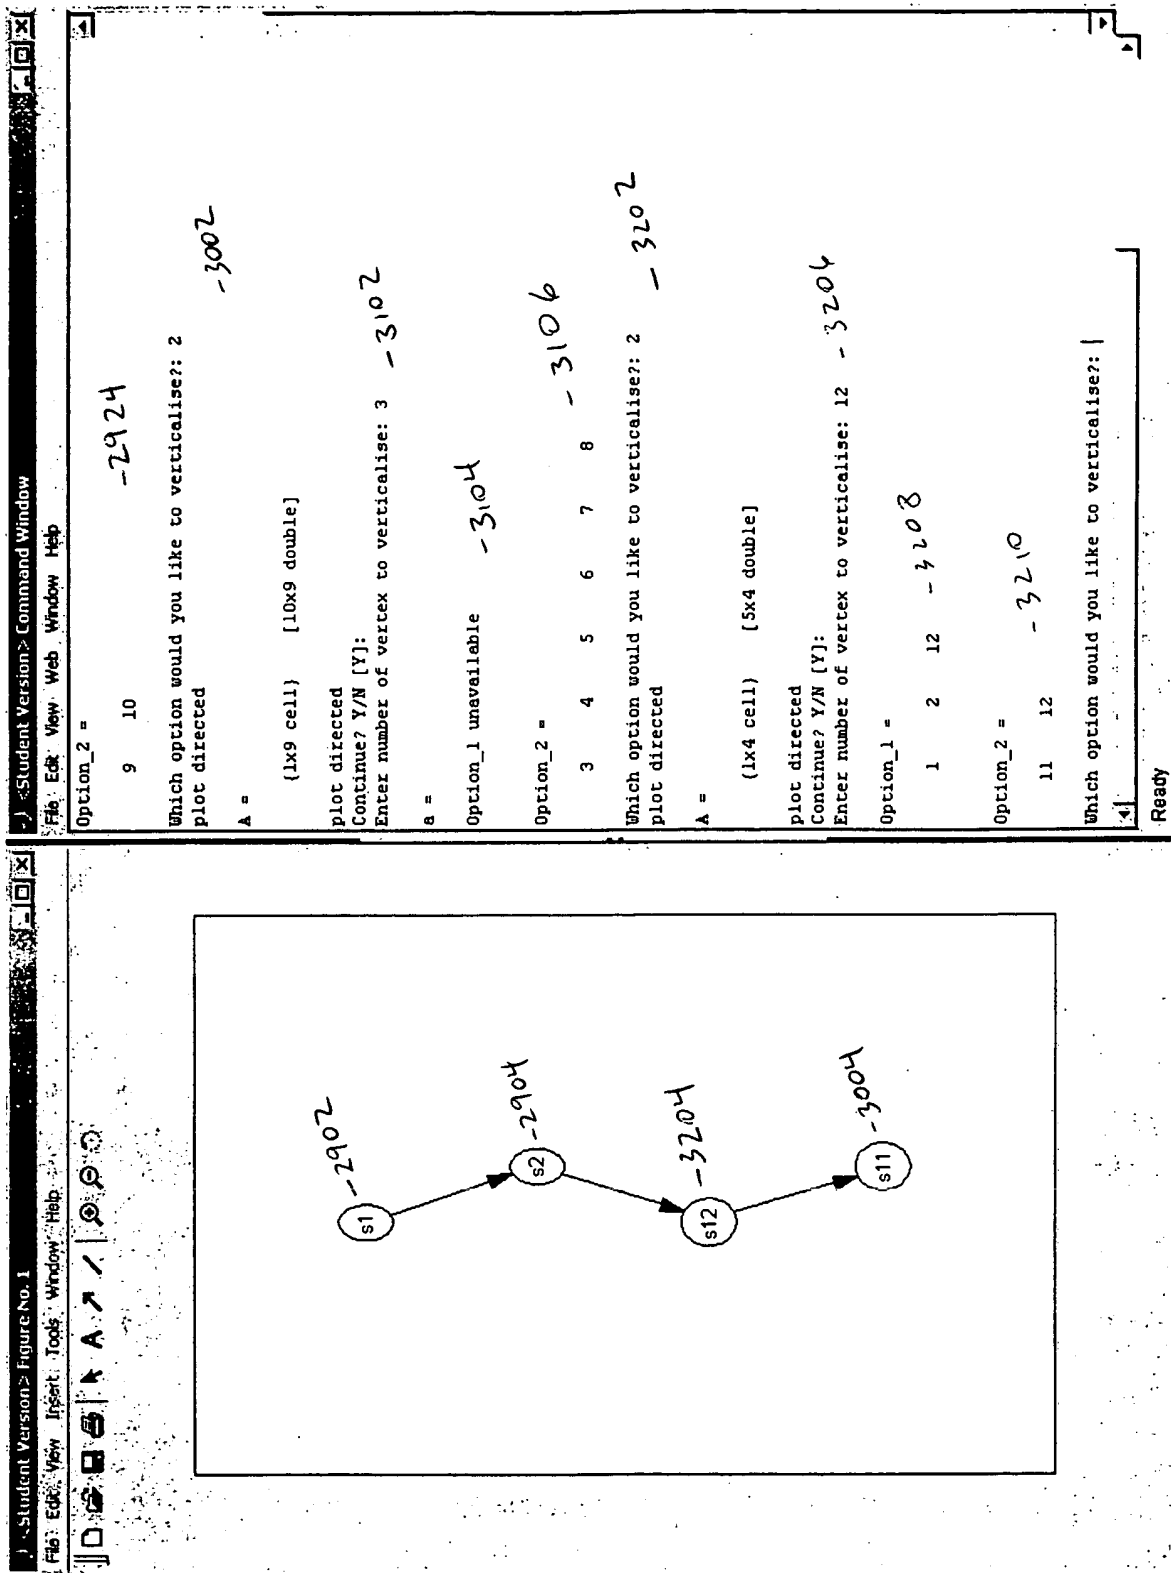 <Student Version> Figure No. 1
File Edit View Insert Tools Window Help
s1 -2902
s2 -2904
s12 -3204
s11 -3004
<Student Version> Command Window
File Edit View Web Window Help
Option_2 =
9 10 -2924
Which option would you like to verticalise?: 2
plot directed -3002
A =
{1x9 cell} [10x9 double]
plot directed
Continue? Y/N [Y]:
Enter number of vertex to verticalise: 3 -3102
a =
Option_1 unavailable -3104
Option_2 =
3 4 5 6 7 8 -3106
Which option would you like to verticalise?: 2 -3202
plot directed
A =
{1x4 cell} [5x4 double]
plot directed
Continue? Y/N [Y]:
Enter number of vertex to verticalise: 12 -3206
Option_1 =
1 2 12 -3208
Option_2 =
11 12 -3210
Which option would you like to verticalise?:
Ready